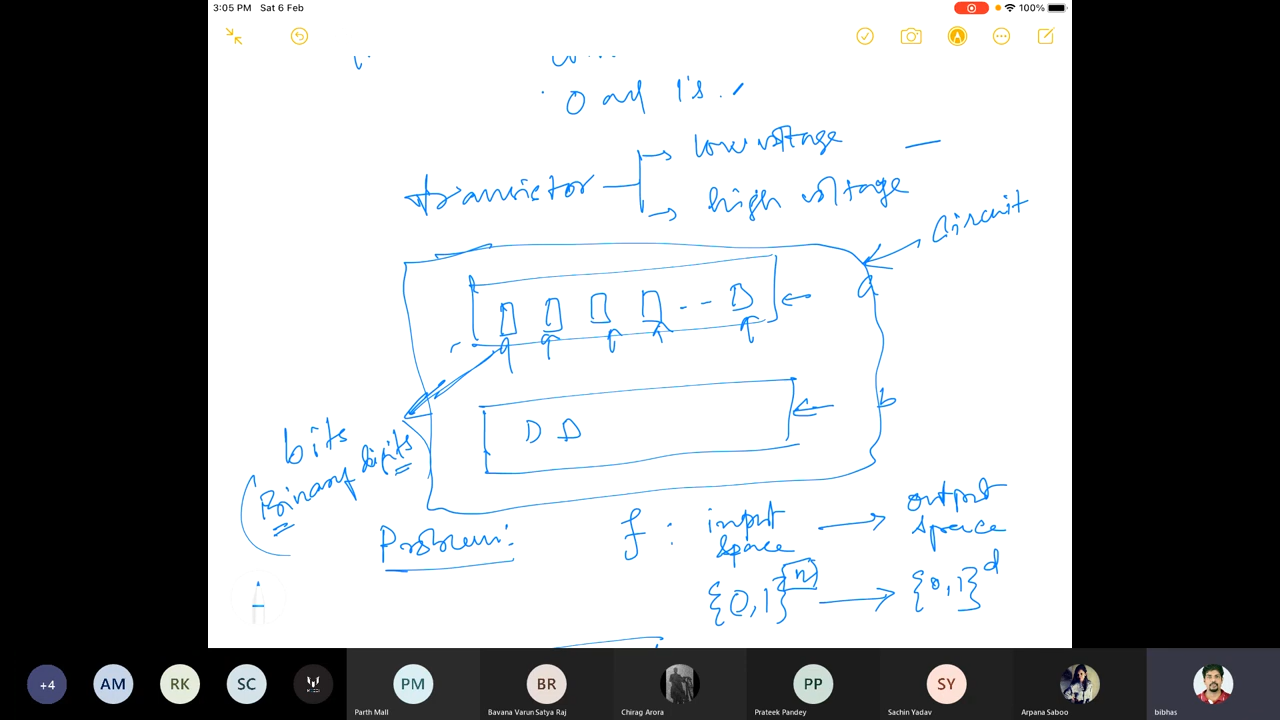 3:05 PM Sat 6 Feb
100%
0 and 1's.
low voltage
transistor
high voltage
Circuit
a
b
bits
Binary digits
Problem:
f : input space → output space
{0,1}^n → {0,1}^d
+4
AM
RK
SC
PM
BR
PP
SY
Parth Mall
Bavana Varun Satya Raj
Chirag Arora
Prateek Pandey
Sachin Yadav
Arpana Saboo
bibhas